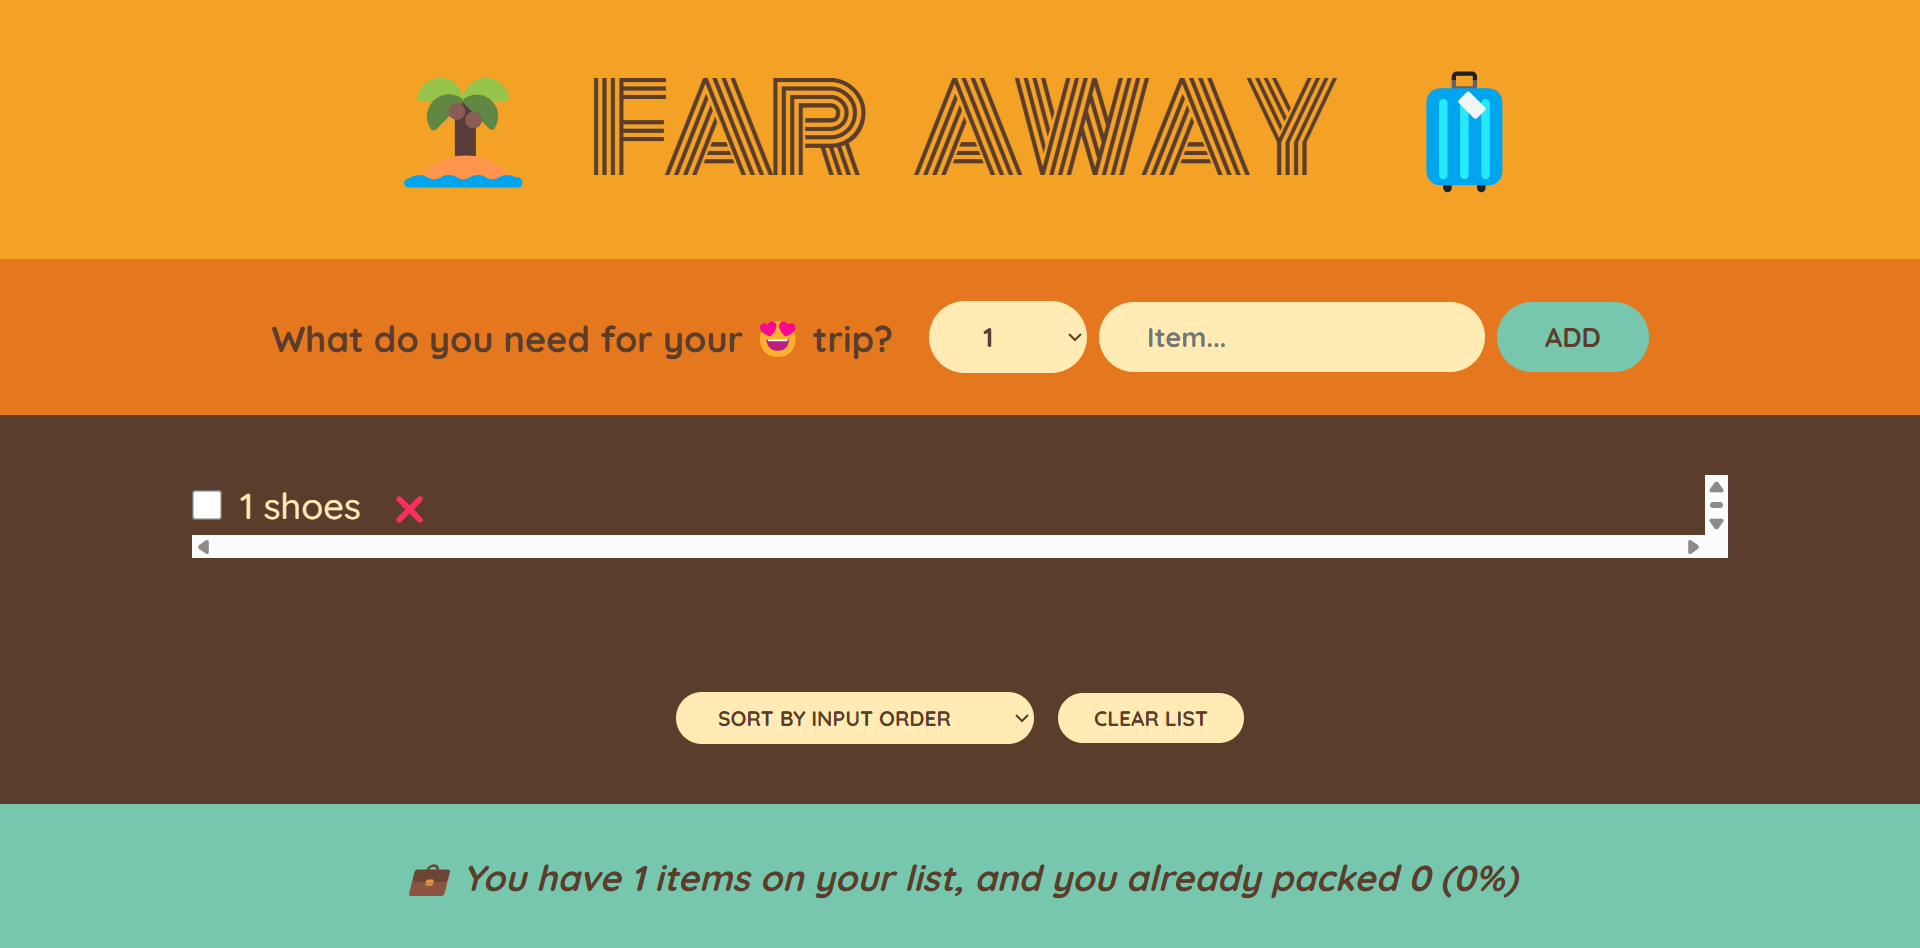 FAR AWAY
What do you need for your 😍 trip? 1 Item... ADD
1 shoes ❌
SORT BY INPUT ORDER CLEAR LIST
💼 You have 1 items on your list, and you already packed 0 (0%)